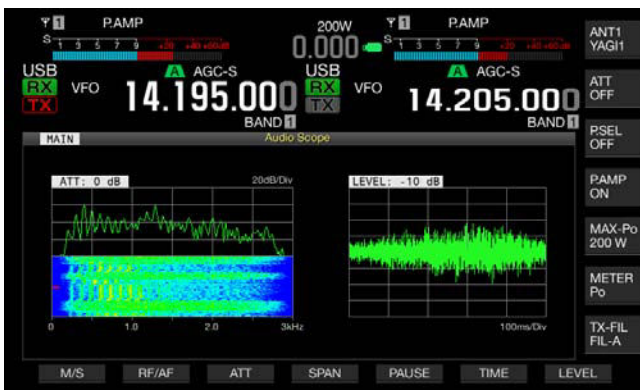 1 P.AMP 200W 1 P.AMP
S 1 3 5 7 9 +20 +40 +60dB 0.000 S 1 3 5 7 9 +20 +40 +60dB
USB A AGC-S USB A AGC-S
RX VFO 14.195.000 RX VFO 14.205.000
TX TX
BAND 1 BAND 1
MAIN Audio Scope
ATT: 0 dB 20dB/Div LEVEL: -10 dB
0 1.0 2.0 3kHz 100ms/Div
M/S RF/AF ATT SPAN PAUSE TIME LEVEL
ANT1
YAGI1
ATT
OFF
P.SEL
OFF
P.AMP
ON
MAX-Po
200 W
METER
Po
TX-FIL
FIL-A